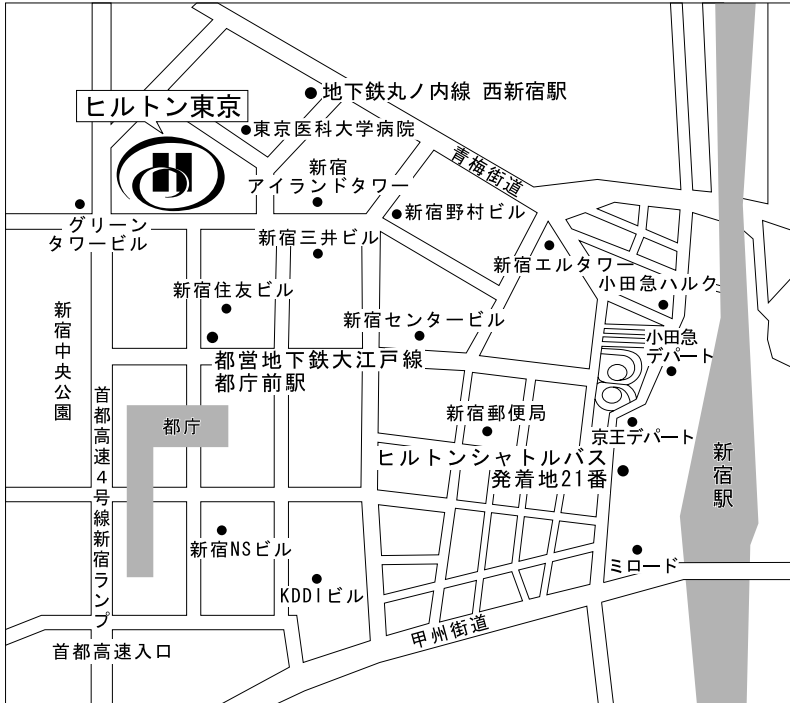 地下鉄丸ノ内線 西新宿駅
ヒルトン東京
東京医科大学病院
青梅街道
新宿
アイランドタワー
新宿野村ビル
グリーン
タワービル
新宿三井ビル
新宿エルタワー
小田急ハルク
新宿住友ビル
新宿センタービル
小田急
デパート
新宿中央公園
都営地下鉄大江戸線
都庁前駅
首都高速4号線新宿ランプ
都庁
新宿郵便局
京王デパート
ヒルトンシャトルバス
発着地21番
新宿駅
新宿NSビル
ミロード
KDDIビル
甲州街道
首都高速入口